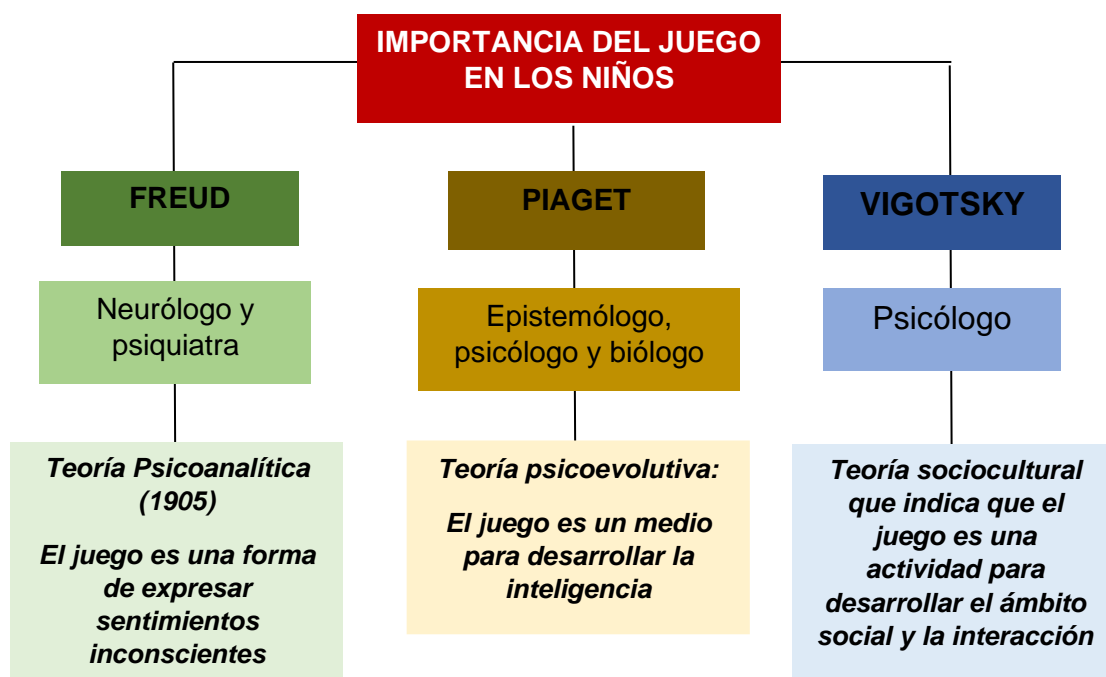 IMPORTANCIA DEL JUEGO
EN LOS NIÑOS
FREUD
Neurólogo y
psiquiatra
Teoría Psicoanalítica
(1905)
El juego es una forma
de expresar
sentimientos
inconscientes
PIAGET
Epistemólogo,
psicólogo y biólogo
Teoría psicoevolutiva:
El juego es un medio
para desarrollar la
inteligencia
VIGOTSKY
Psicólogo
Teoría sociocultural
que indica que el
juego es una
actividad para
desarrollar el ámbito
social y la interacción